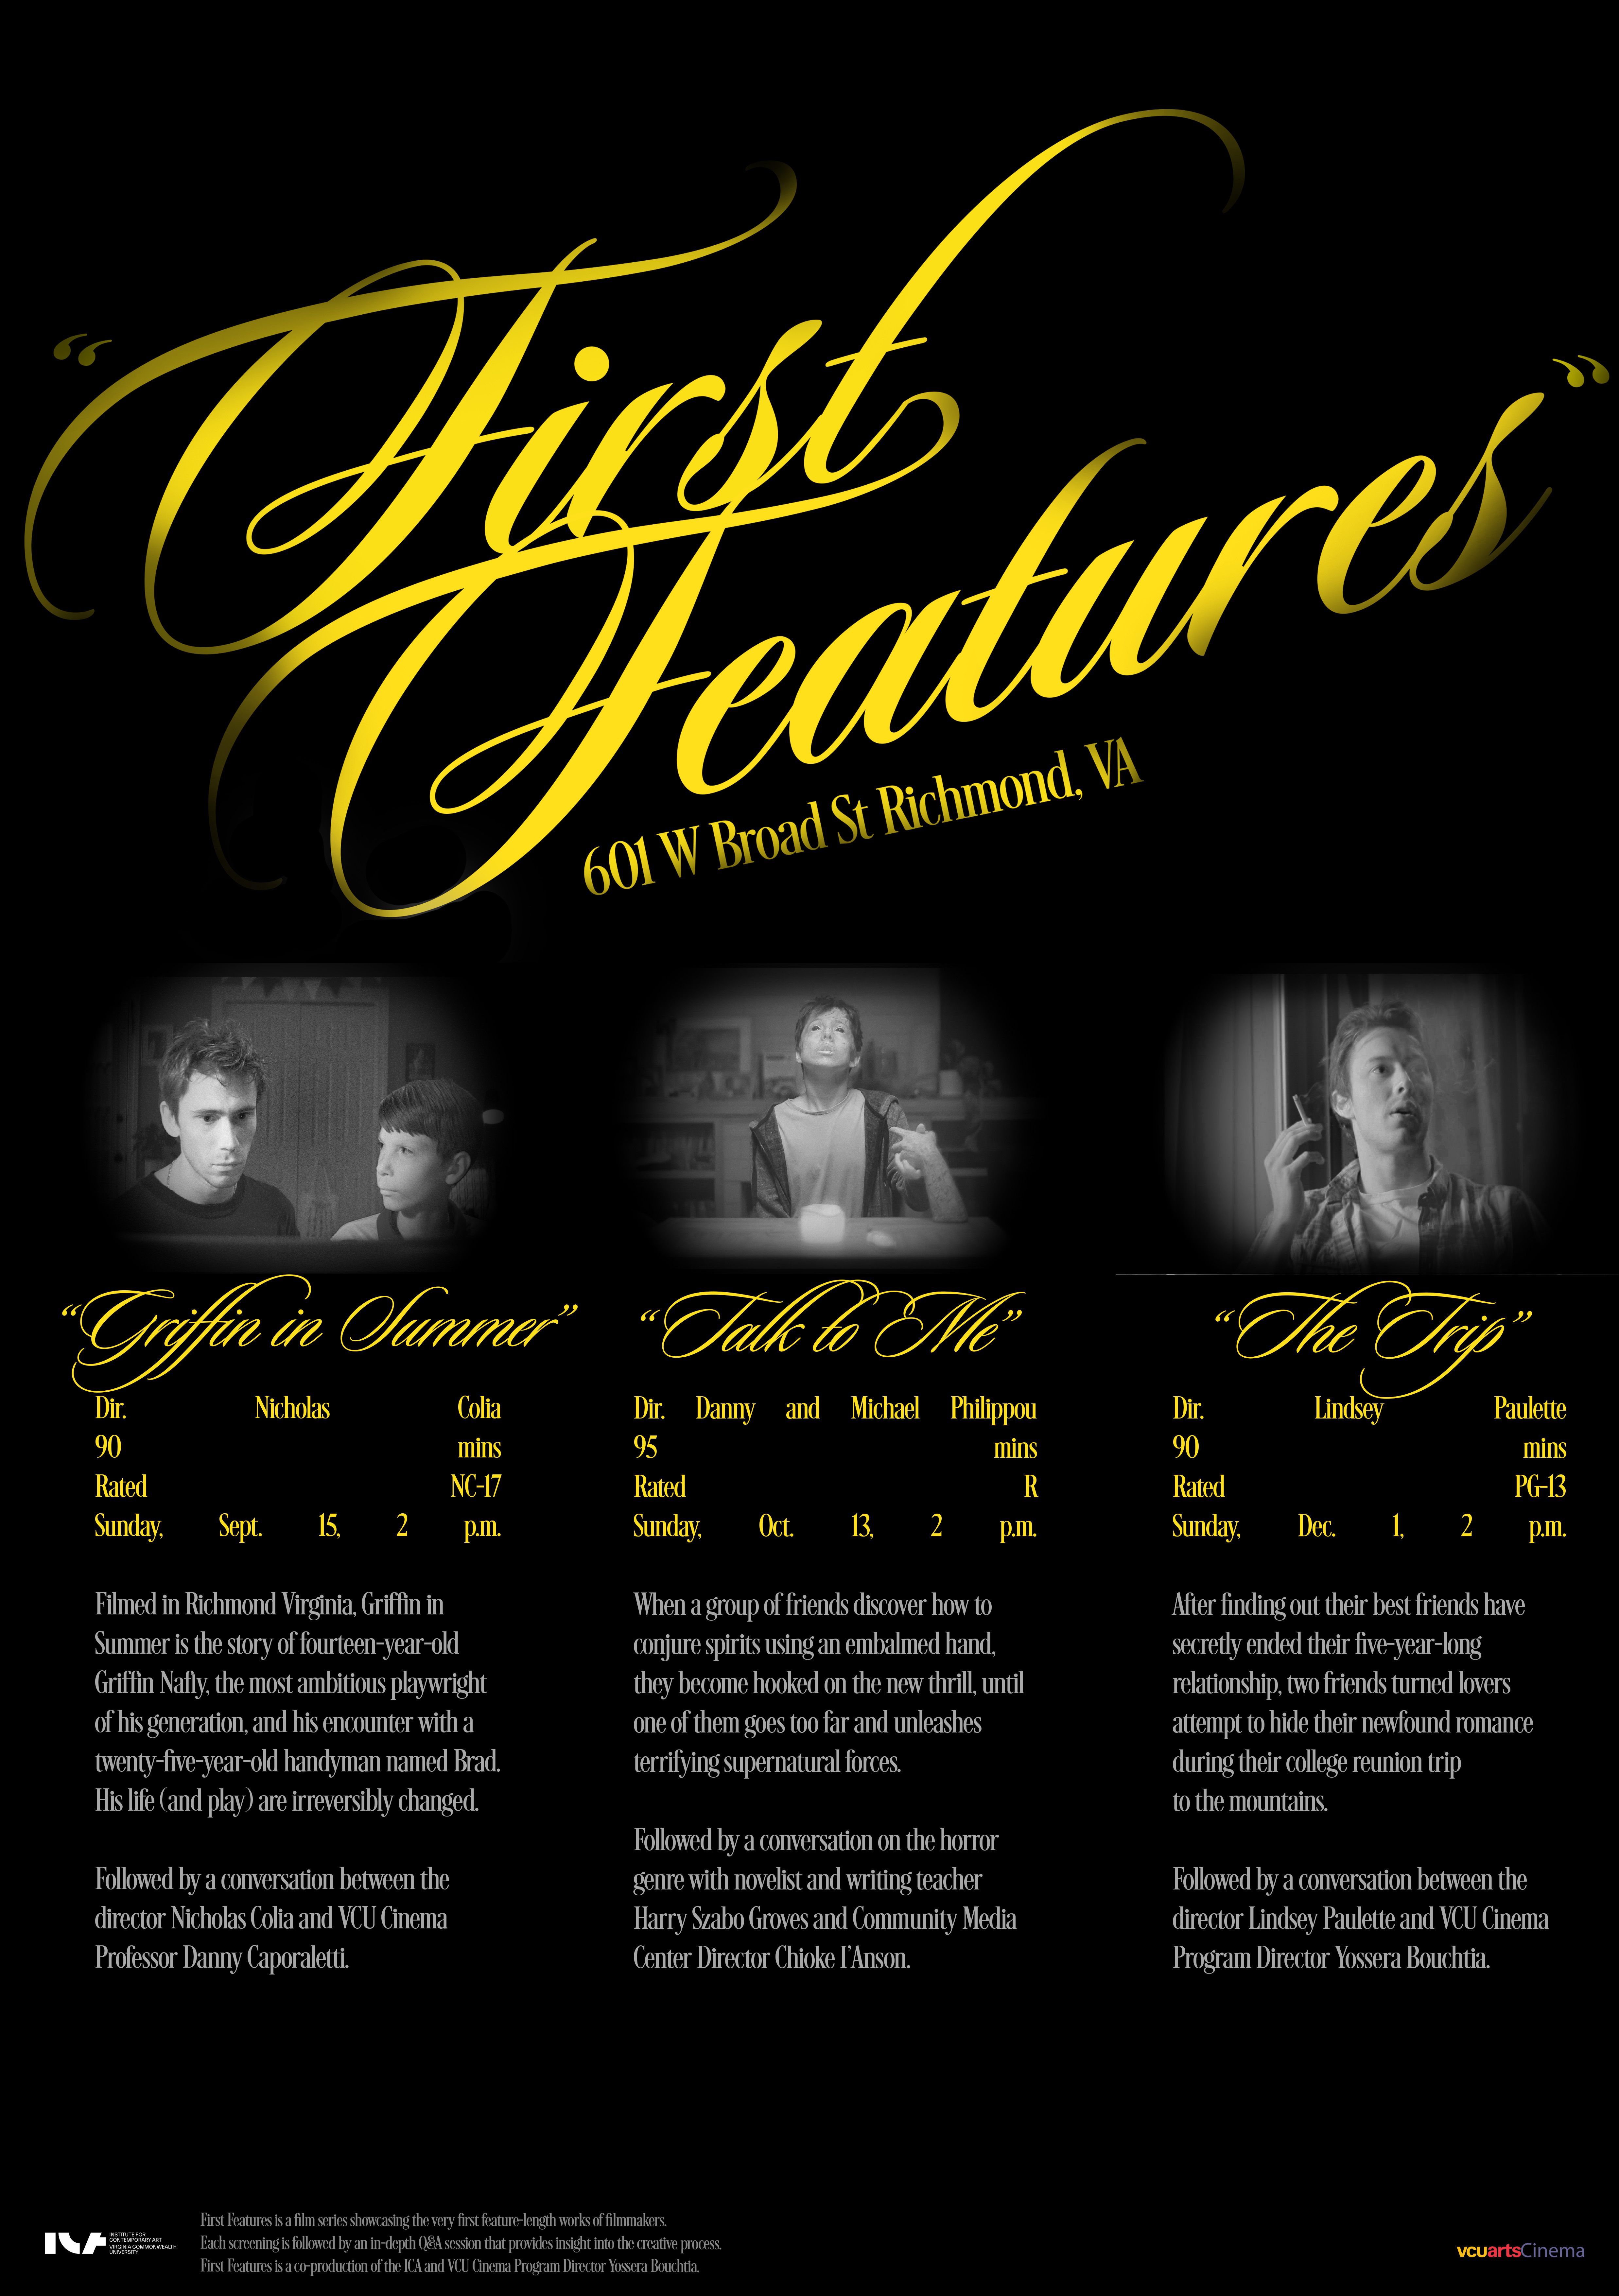 “First
Features”
601 W Broad St Richmond, VA
“Griffin in Summer”
Dir. Nicholas Colia
90 mins
Rated NC-17
Sunday, Sept. 15, 2 p.m.
Filmed in Richmond Virginia, Griffin in
Summer is the story of fourteen-year-old
Griffin Nafly, the most ambitious playwright
of his generation, and his encounter with a
twenty-five-year-old handyman named Brad.
His life (and play) are irreversibly changed.
Followed by a conversation between the
director Nicholas Colia and VCU Cinema
Professor Danny Caporaletti.
“Talk to Me”
Dir. Danny and Michael Philippou
95 mins
Rated R
Sunday, Oct. 13, 2 p.m.
When a group of friends discover how to
conjure spirits using an embalmed hand,
they become hooked on the new thrill, until
one of them goes too far and unleashes
terrifying supernatural forces.
Followed by a conversation on the horror
genre with novelist and writing teacher
Harry Szabo Groves and Community Media
Center Director Chioke I’Anson.
“The Trip”
Dir. Lindsey Paulette
90 mins
Rated PG-13
Sunday, Dec. 1, 2 p.m.
After finding out their best friends have
secretly ended their five-year-long
relationship, two friends turned lovers
attempt to hide their newfound romance
during their college reunion trip
to the mountains.
Followed by a conversation between the
director Lindsey Paulette and VCU Cinema
Program Director Yossera Bouchtia.
ICA
INSTITUTE FOR
CONTEMPORARY ART
VIRGINIA COMMONWEALTH
UNIVERSITY
First Features is a film series showcasing the very first feature-length works of filmmakers.
Each screening is followed by an in-depth Q&A session that provides insight into the creative process.
First Features is a co-production of the ICA and VCU Cinema Program Director Yossera Bouchtia.
vcuartsCinema